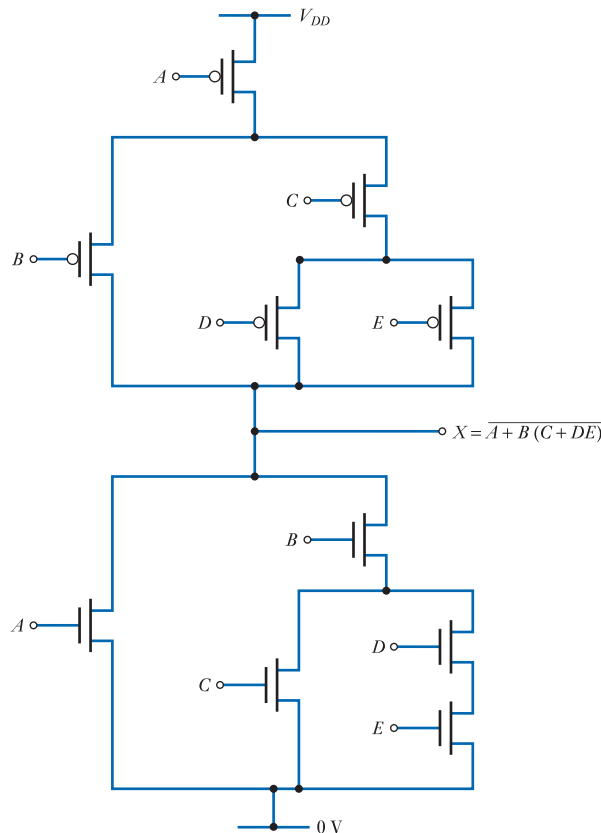 V_DD
A
C
B
D
E
X = \overline{A + B (C + DE)}
B
A
D
C
E
0 V